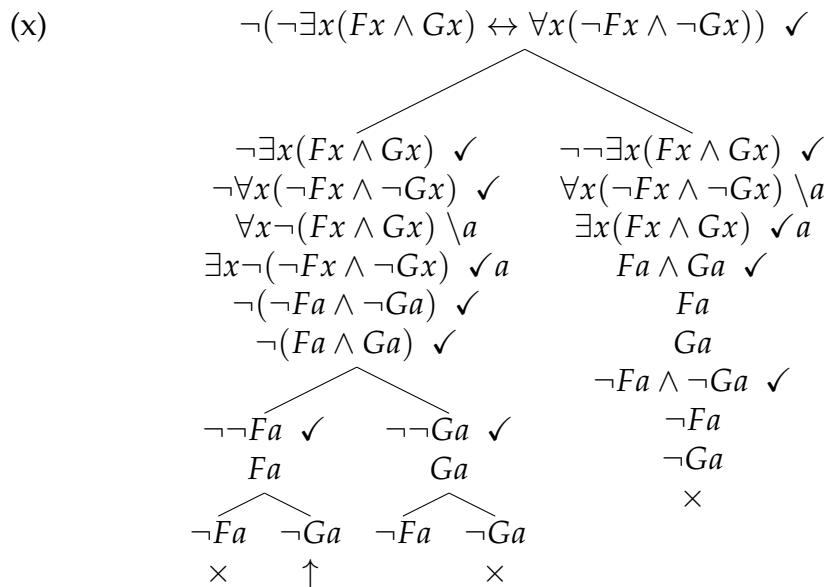 (x) ¬(¬∃x(Fx ∧ Gx) ↔ ∀x(¬Fx ∧ ¬Gx)) ✓
¬∃x(Fx ∧ Gx) ✓ ¬¬∃x(Fx ∧ Gx) ✓
¬∀x(¬Fx ∧ ¬Gx) ✓ ∀x(¬Fx ∧ ¬Gx) \a
∀x¬(Fx ∧ Gx) \a ∃x(Fx ∧ Gx) ✓a
∃x¬(¬Fx ∧ ¬Gx) ✓a Fa ∧ Ga ✓
¬(¬Fa ∧ ¬Ga) ✓ Fa
¬(Fa ∧ Ga) ✓ Ga
¬Fa ∧ ¬Ga ✓
¬¬Fa ✓ ¬¬Ga ✓ ¬Fa
Fa Ga ¬Ga
×
¬Fa ¬Ga ¬Fa ¬Ga
× ↑ ×